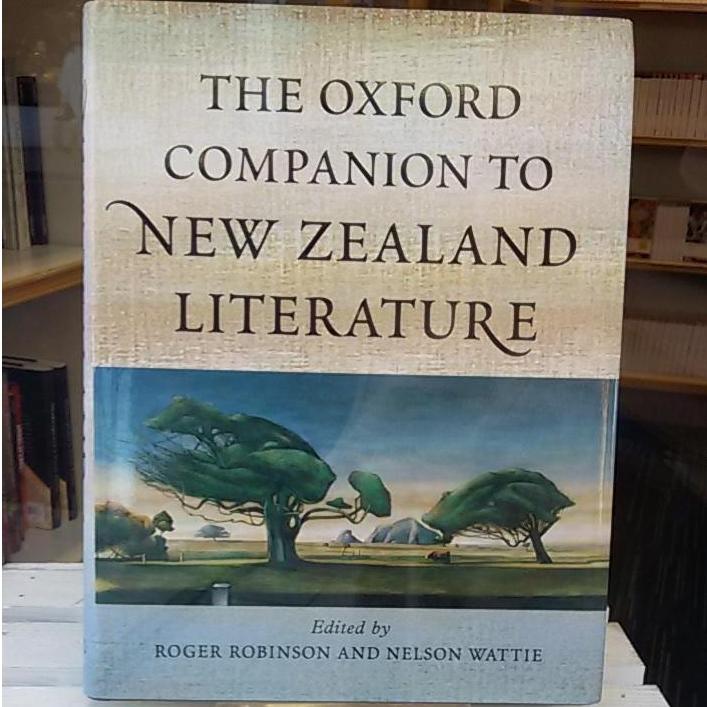 THE OXFORD
COMPANION TO
NEW ZEALAND
LITERATURE
Edited by
ROGER ROBINSON AND NELSON WATTIE